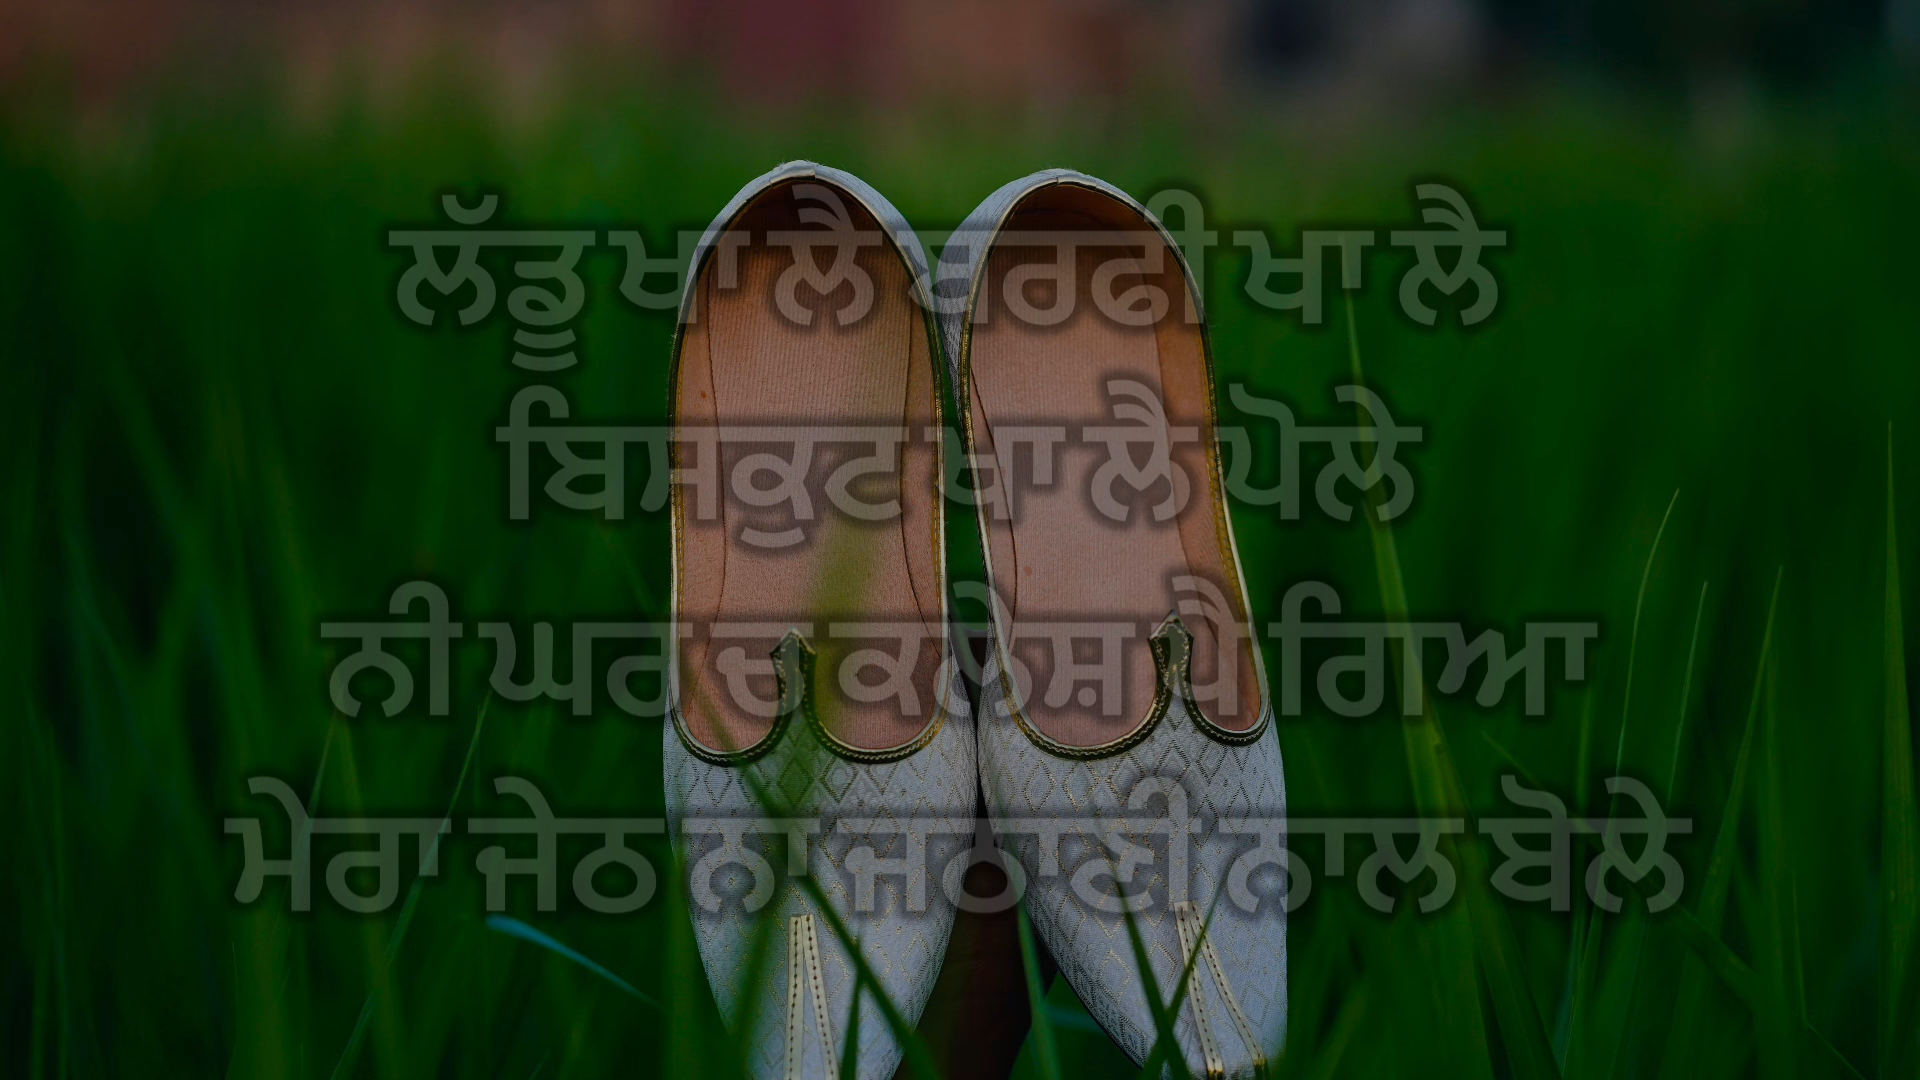 ਲੱਡੂ ਖਾ ਲੈ ਬਰਫੀ ਖਾ ਲੈ
ਬਿਸਕੁਟ ਖਾ ਲੈ ਪੋਲੇ
ਨੀ ਘਰ ਚ ਕਲੇਸ਼ ਪੈ ਗਿਆ
ਮੇਰਾ ਜੇਠ ਨਾ ਜਠਾਣੀ ਨਾਲ ਬੋਲੇ